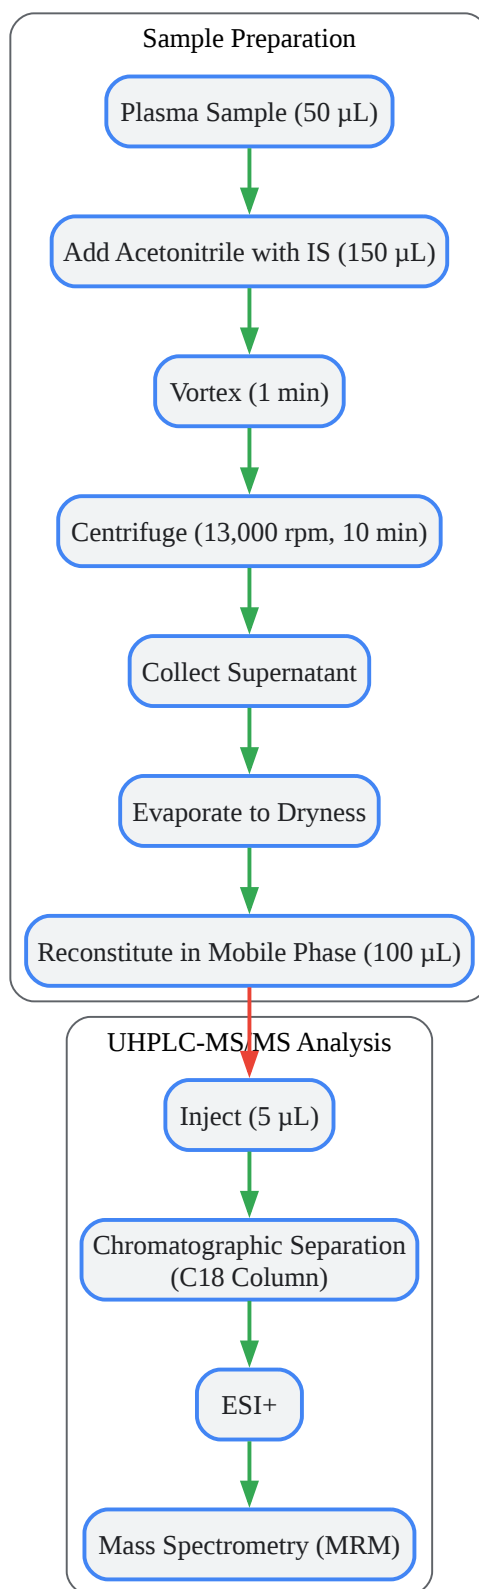 Sample Preparation
Plasma Sample (50 µL)
Add Acetonitrile with IS (150 µL)
Vortex (1 min)
Centrifuge (13,000 rpm, 10 min)
Collect Supernatant
Evaporate to Dryness
Reconstitute in Mobile Phase (100 µL)
UHPLC-MS/MS Analysis
Inject (5 µL)
Chromatographic Separation
(C18 Column)
ESI+
Mass Spectrometry (MRM)